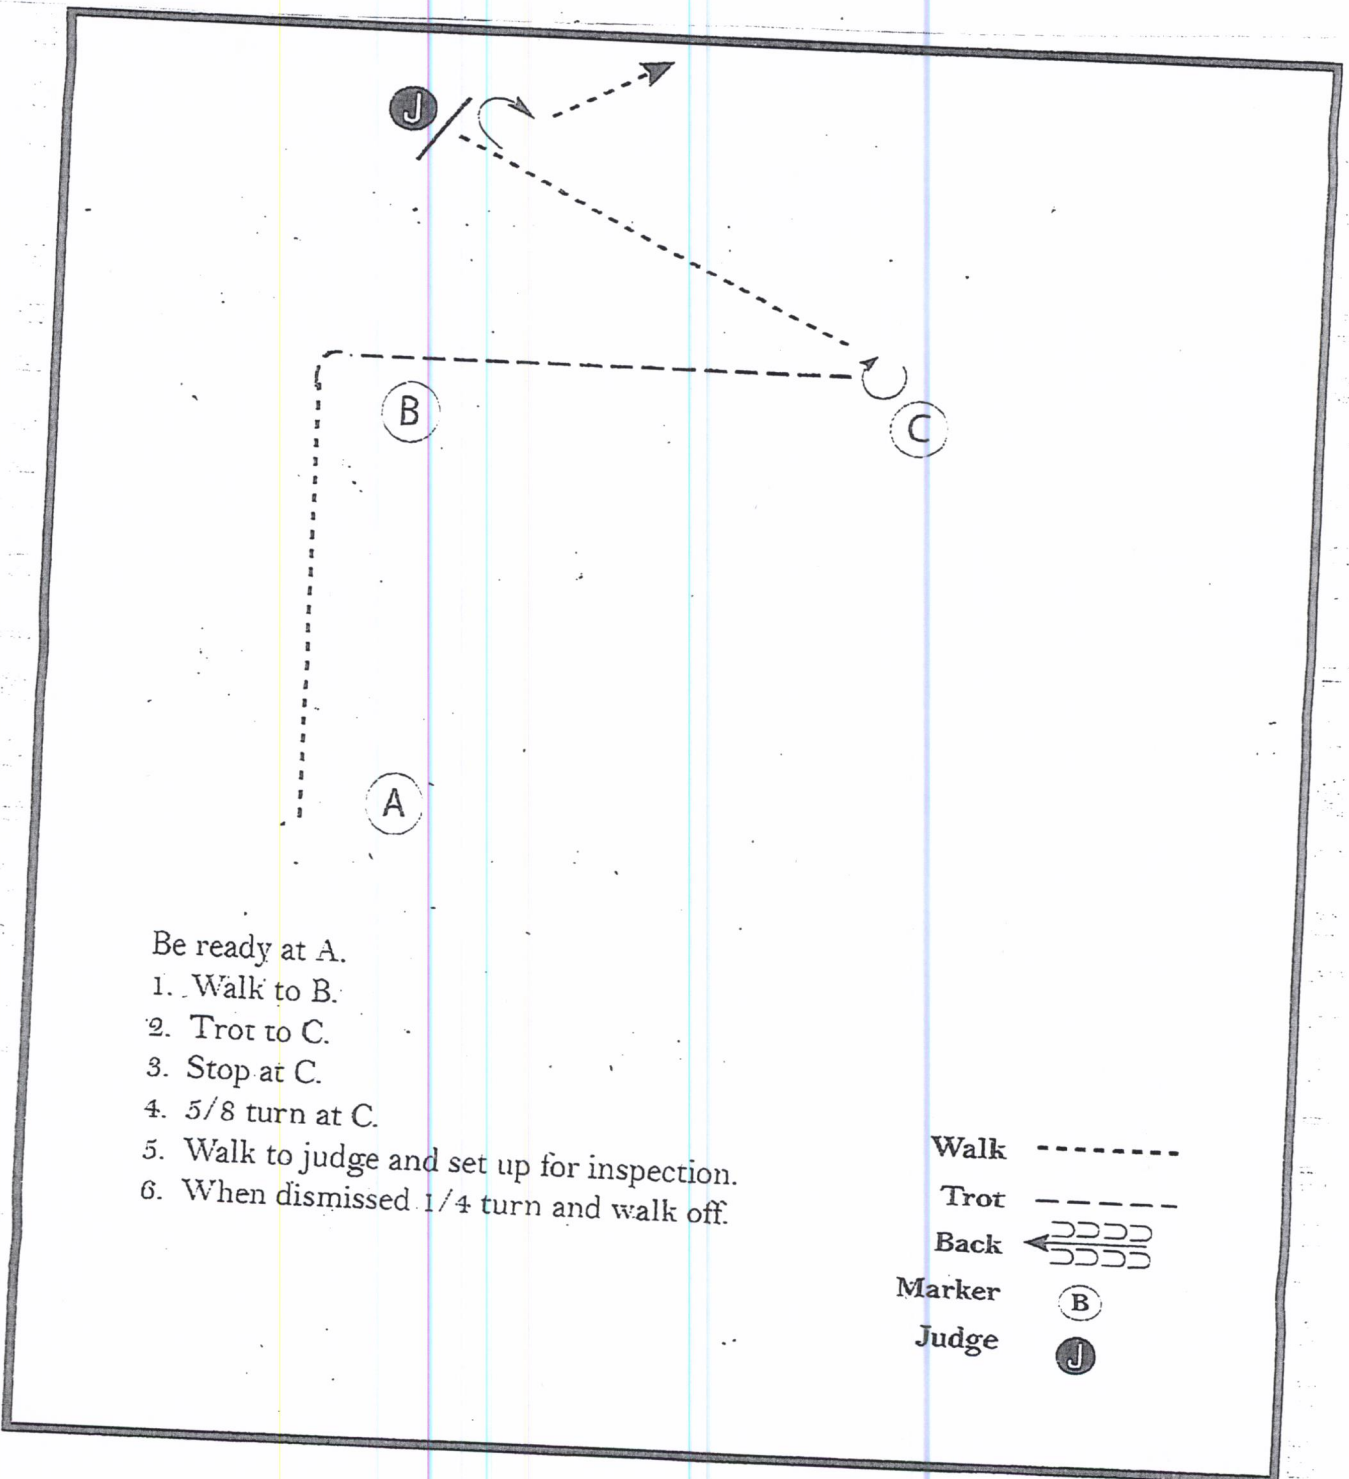 J
B
C
A
Be ready at A.
1. Walk to B.
2. Trot to C.
3. Stop at C.
4. 5/8 turn at C.
5. Walk to judge and set up for inspection.
6. When dismissed 1/4 turn and walk off.
Walk
Trot
Back
Marker B
Judge J